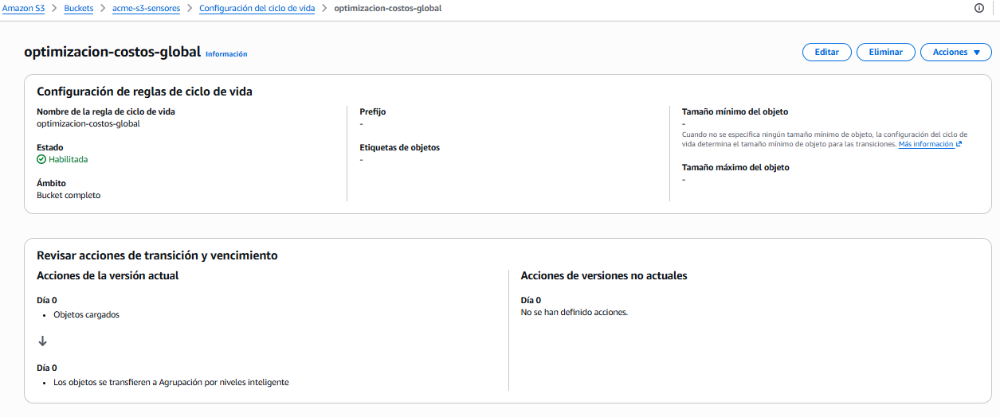 Amazon S3 > Buckets > acme-s3-sensores > Configuración del ciclo de vida > optimizacion-costos-global
optimizacion-costos-global Información
Editar Eliminar Acciones ▼
Configuración de reglas de ciclo de vida
Nombre de la regla de ciclo de vida
optimizacion-costos-global
Estado
Habilitada
Ámbito
Bucket completo
Prefijo
-
Etiquetas de objetos
-
Tamaño mínimo del objeto
-
Cuando no se especifica ningún tamaño mínimo de objeto, la configuración del ciclo de
vida determina el tamaño mínimo de objeto para las transiciones. Más información
Tamaño máximo del objeto
-
Revisar acciones de transición y vencimiento
Acciones de la versión actual
Día 0
• Objetos cargados
↓
Día 0
• Los objetos se transfieren a Agrupación por niveles inteligente
Acciones de versiones no actuales
Día 0
No se han definido acciones.